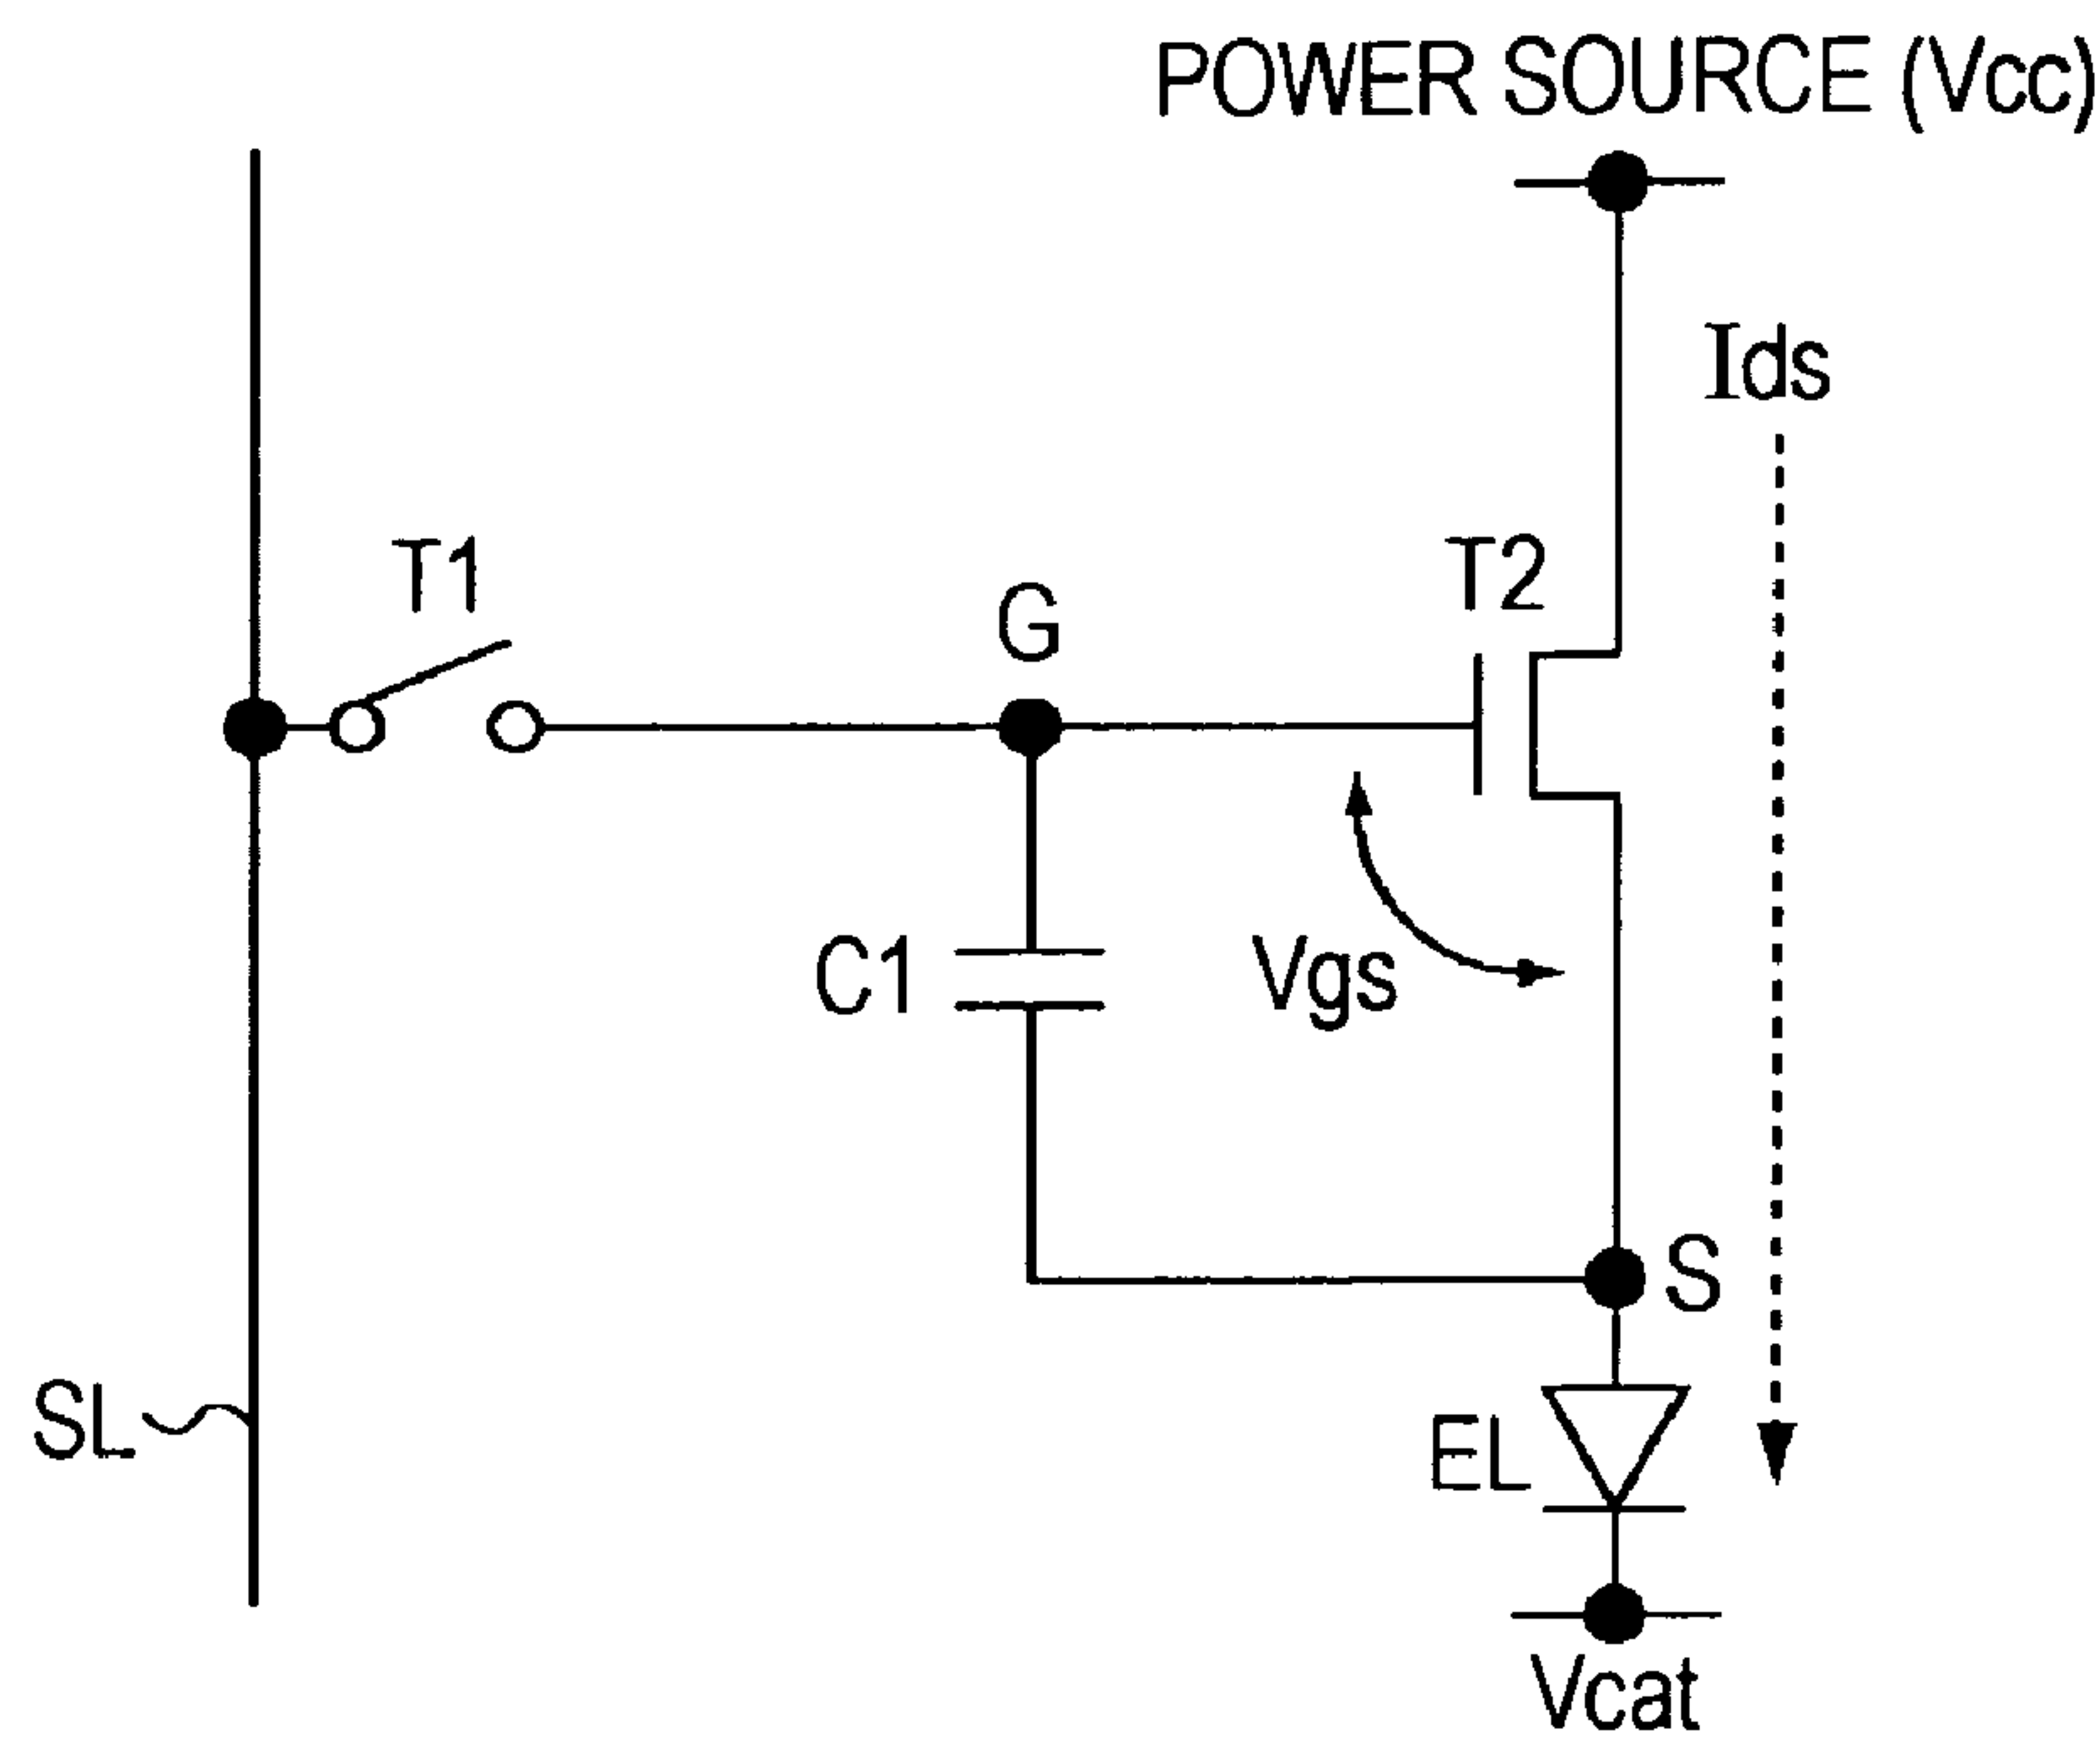 POWER SOURCE (Vcc)
Ids
T1
T2
G
C1
Vgs
S
SL
EL
Vcat